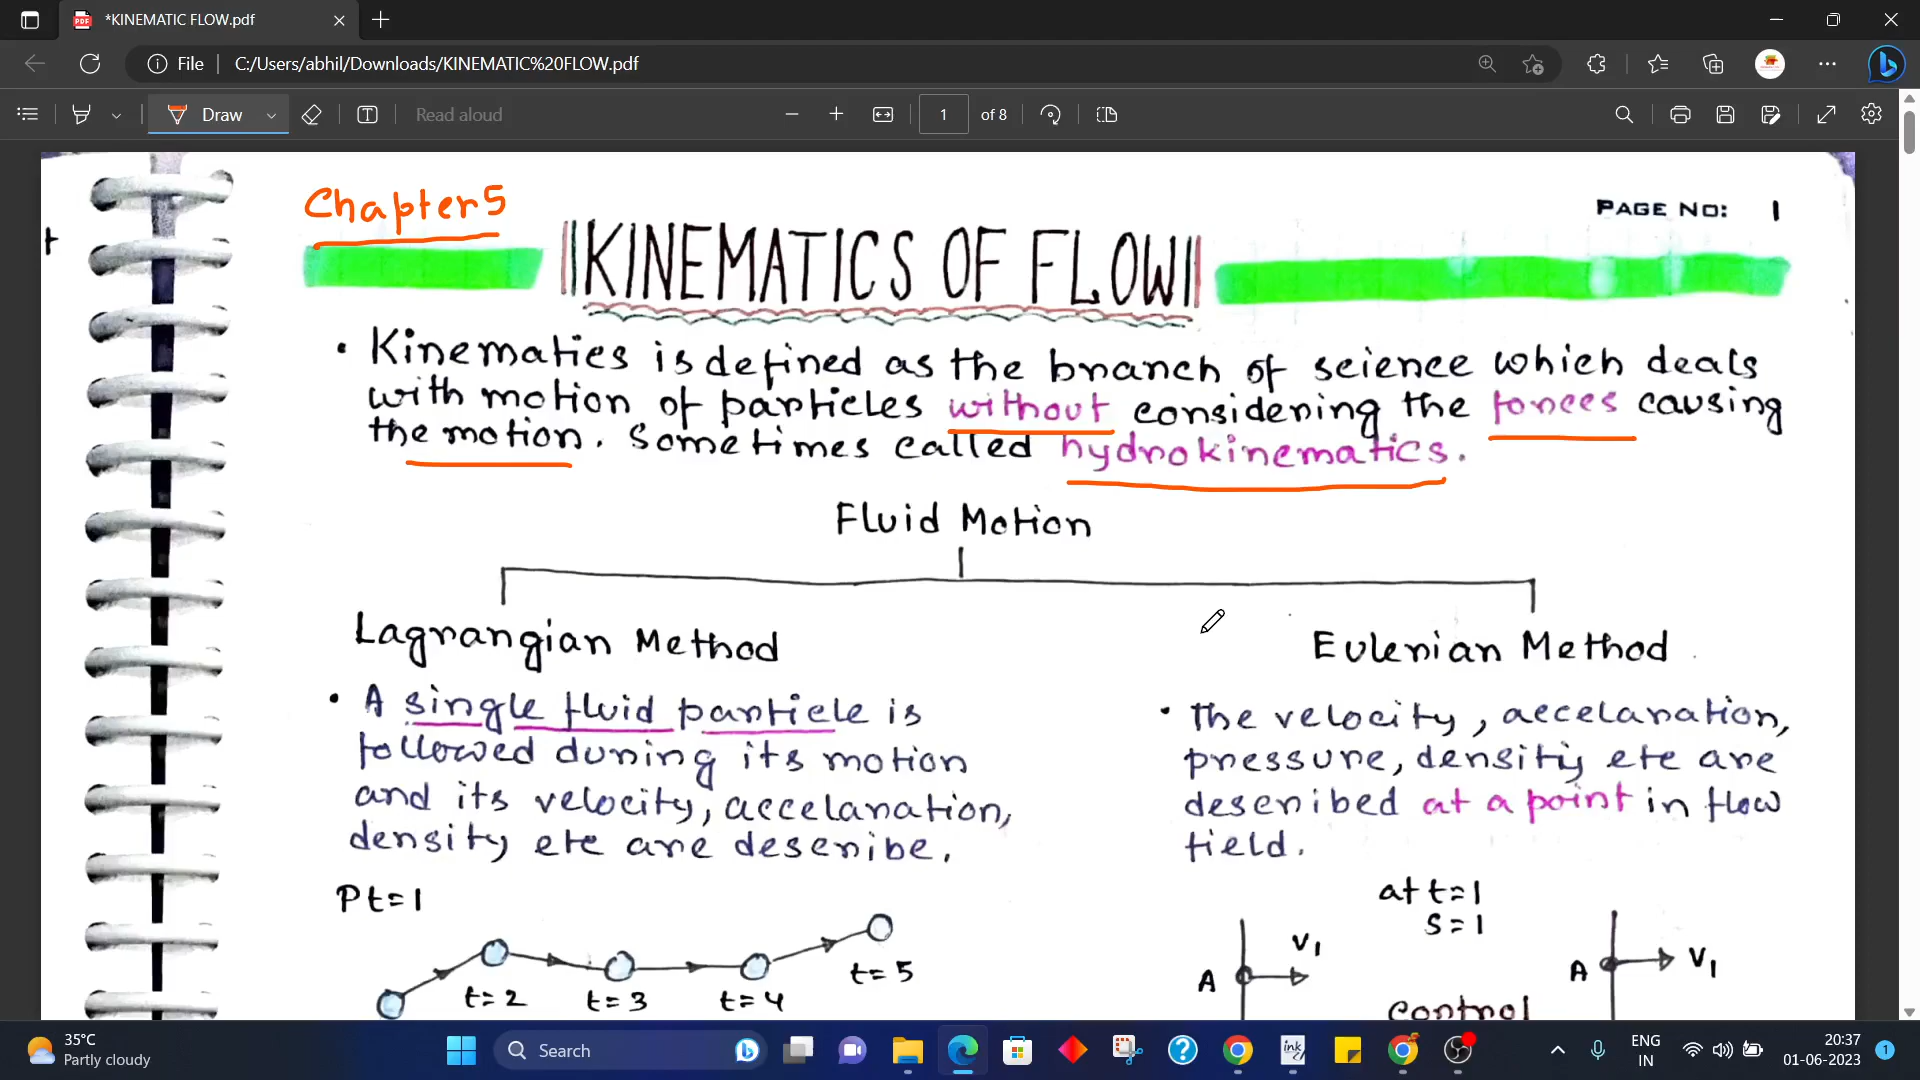 *KINEMATIC FLOW.pdf
File
C:/Users/abhil/Downloads/KINEMATIC%20FLOW.pdf
Draw
Read aloud
1 of 8
Chapter 5
PAGE NO: 1
KINEMATICS OF FLOW
t
• Kinematics is defined as the branch of science which deals
with motion of particles without considering the forces causing
the motion. Sometimes called hydrokinematics.
Fluid Motion
Lagrangian Method
• A single fluid particle is
followed during its motion
and its velocity, accelaration,
density etc are describe.
Pt=1
t=2
t=3
t=4
t=5
Eulerian Method
• The velocity, accelaration,
pressure, density etc are
described at a point in flow
field.
at t=1
S=1
A
V1
A
V1
control
35°C
Partly cloudy
Search
ink
ENG
IN
20:37
01-06-2023
1